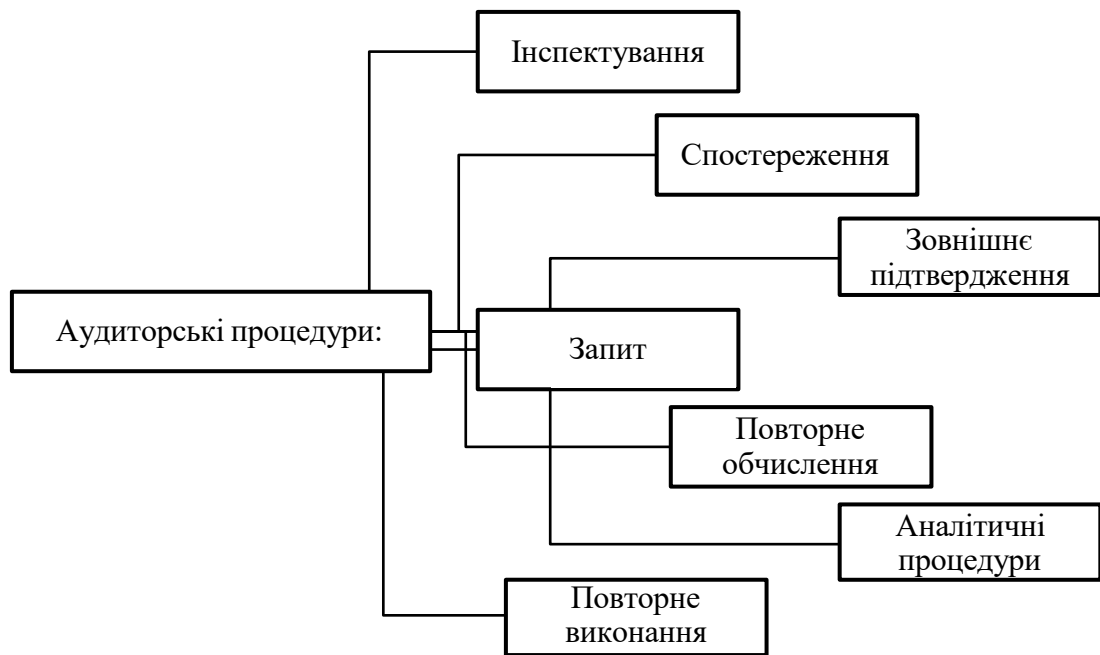 Інспектування
Спостереження
Зовнішнє
підтвердження
Аудиторські процедури:
Запит
Повторне
обчислення
Аналітичні
процедури
Повторне
виконання